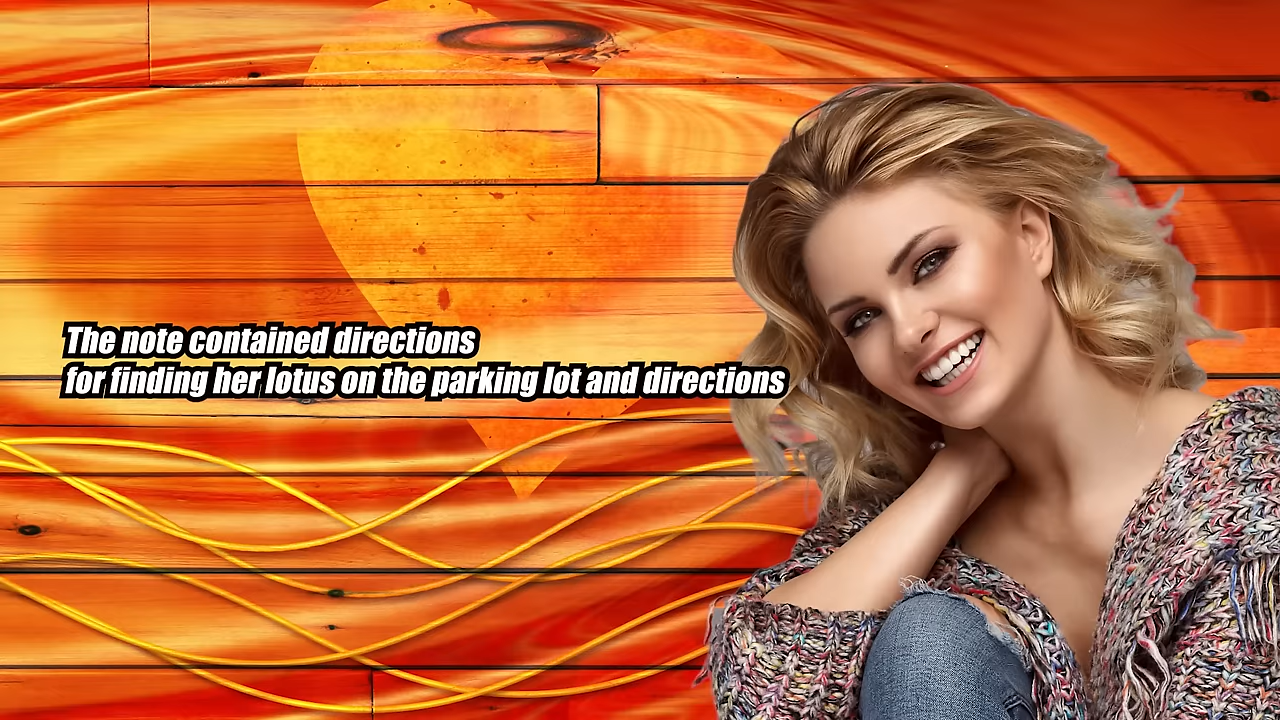 The note contained directions
for finding her lotus on the parking lot and directions